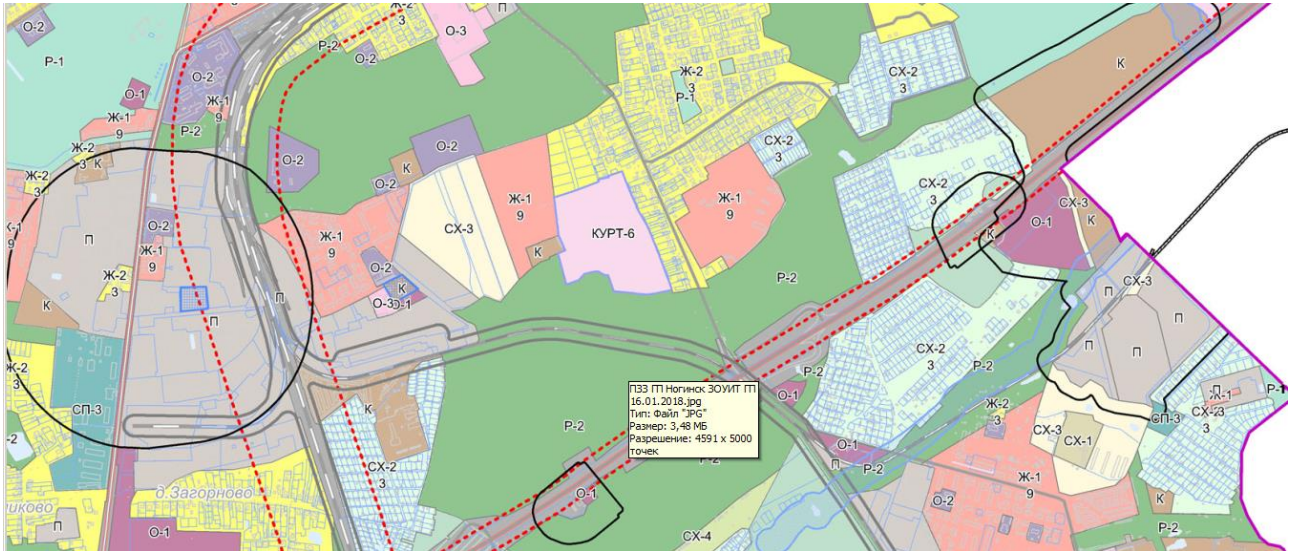 О-2
Ж-2
3
П
О-3
Р-2
О-2
Р-1
О-2
О-1
Ж-1
9
Ж-1
9
Р-2
Ж-2
3
К
Ж-2
3
О-2
О-2
К
О-2
Ж-2
3
Р-1
СХ-2
3
К
СХ-2
3
СХ-2
3
Ж-1
9
Ж-1
9
СХ-3
КУРТ-6
К
О-1
СХ-3
К
К
П
О-2
Ж-1
9
Ж-2
3
П
П
Ж-1
9
О-2
К
О-3
О-1
К
Р-2
СХ-3
П
П
П
П
СХ-2
3
Р-2
К
Ж-2
3
СП-3
К
СХ-2
3
Р-2
ПЗЗ ГП Ногинск ЗОУИТ ГП
16.01.2018.jpg
Тип: Файл "JPG"
Размер: 3,48 МБ
Разрешение: 4591 x 5000
точек
О-1
Р-2
Ж-2
3
О-1
Р-2
П
СХ-3
СХ-1
П
Ж-1
СП-3
СХ-2
3
Р-1
д. Загорново
П
О-1
О-1
СХ-4
О-2
Ж-1
9
К
Р-2